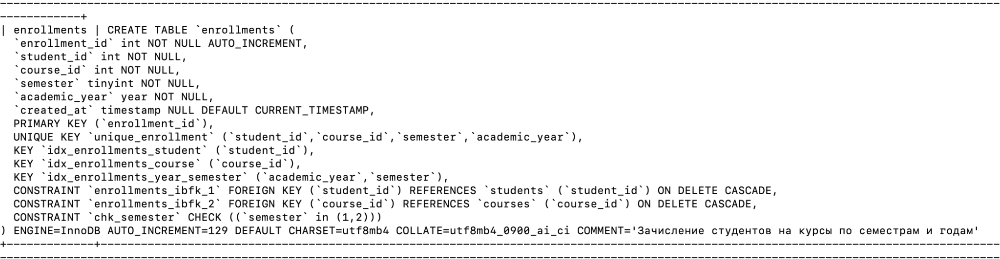 ------------+
| enrollments | CREATE TABLE `enrollments` (
  `enrollment_id` int NOT NULL AUTO_INCREMENT,
  `student_id` int NOT NULL,
  `course_id` int NOT NULL,
  `semester` tinyint NOT NULL,
  `academic_year` year NOT NULL,
  `created_at` timestamp NULL DEFAULT CURRENT_TIMESTAMP,
  PRIMARY KEY (`enrollment_id`),
  UNIQUE KEY `unique_enrollment` (`student_id`,`course_id`,`semester`,`academic_year`),
  KEY `idx_enrollments_student` (`student_id`),
  KEY `idx_enrollments_course` (`course_id`),
  KEY `idx_enrollments_year_semester` (`academic_year`,`semester`),
  CONSTRAINT `enrollments_ibfk_1` FOREIGN KEY (`student_id`) REFERENCES `students` (`student_id`) ON DELETE CASCADE,
  CONSTRAINT `enrollments_ibfk_2` FOREIGN KEY (`course_id`) REFERENCES `courses` (`course_id`) ON DELETE CASCADE,
  CONSTRAINT `chk_semester` CHECK ((`semester` in (1,2)))
) ENGINE=InnoDB AUTO_INCREMENT=129 DEFAULT CHARSET=utf8mb4 COLLATE=utf8mb4_0900_ai_ci COMMENT='Зачисление студентов на курсы по семестрам и годам'